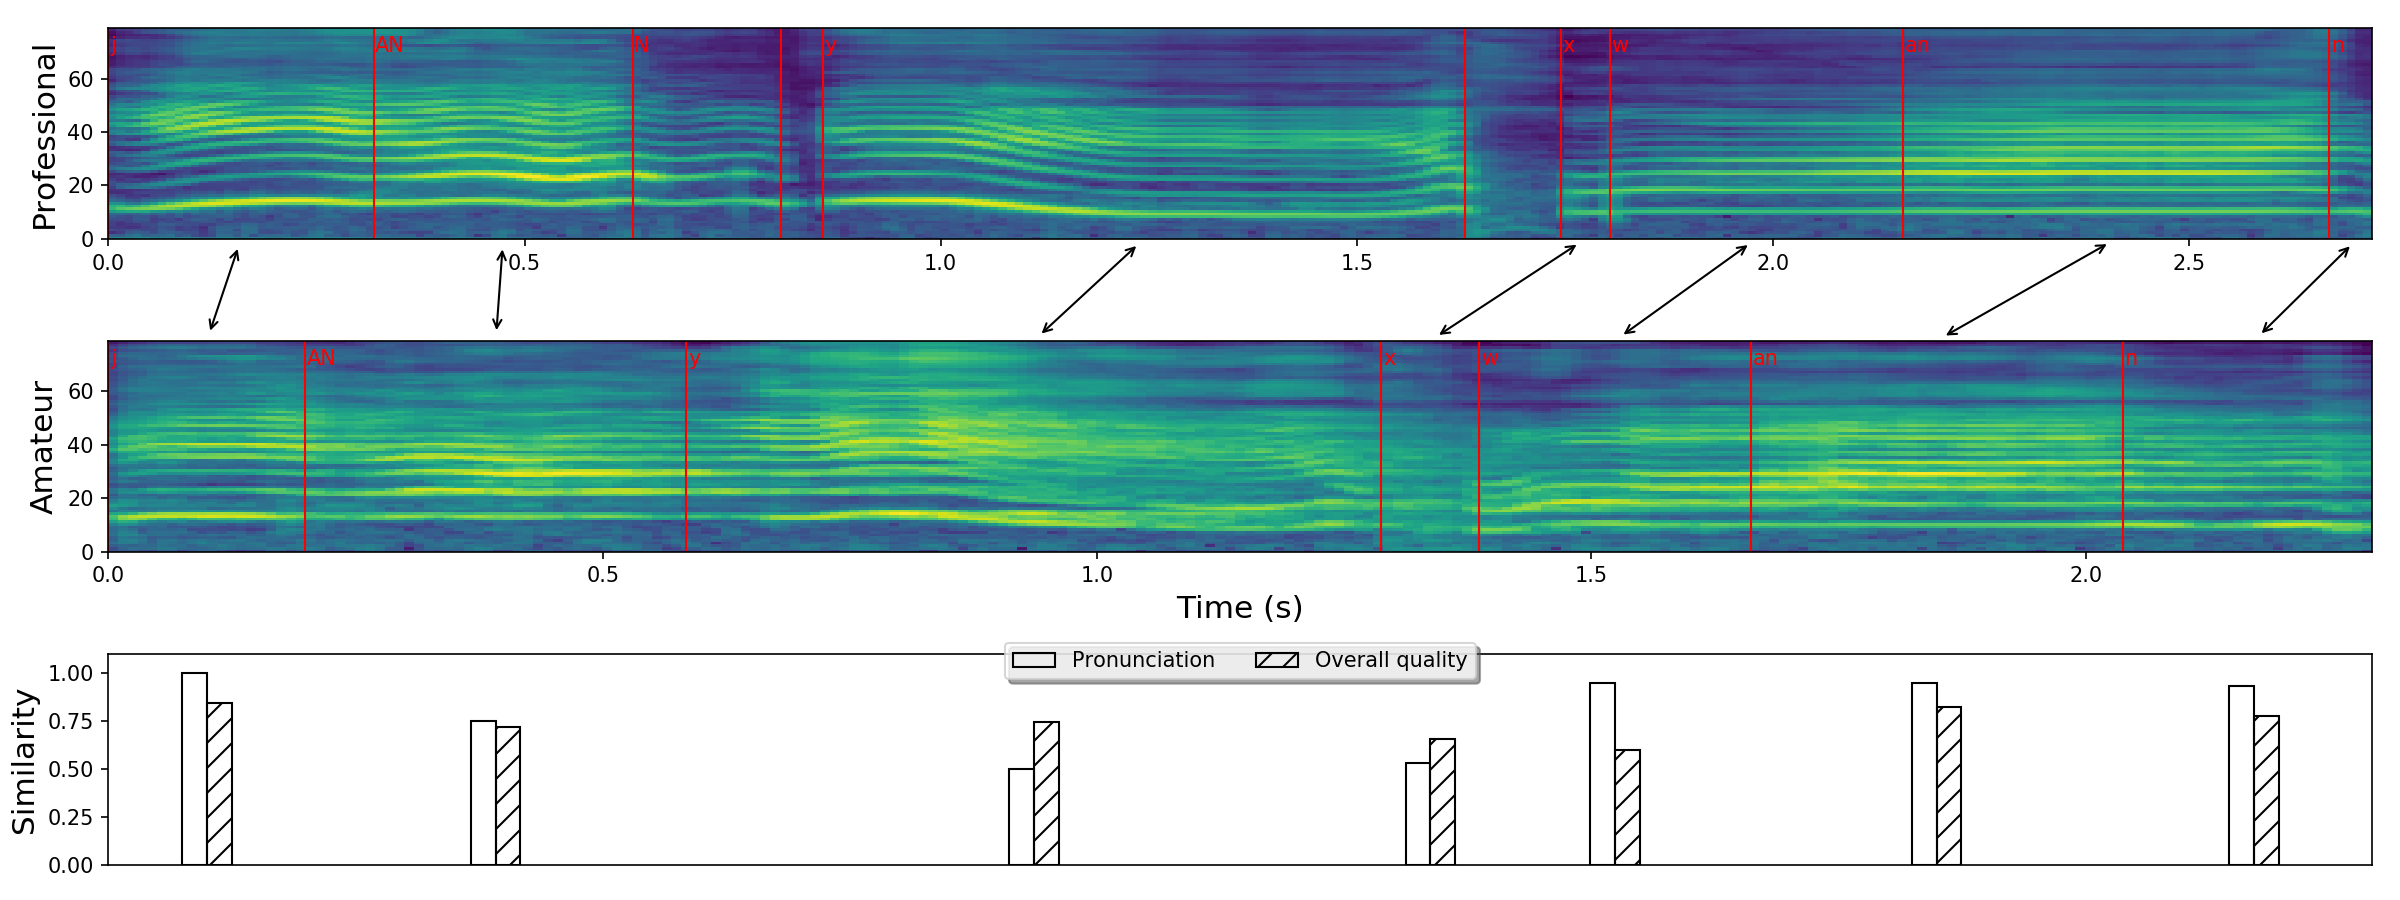 Professional
j AN N y x w an n
60
40
20
0
0.0 0.5 1.0 1.5 2.0 2.5
Amateur
j AN y x w an n
60
40
20
0
0.0 0.5 1.0 1.5 2.0
Time (s)
Pronunciation Overall quality
Similarity
1.00
0.75
0.50
0.25
0.00